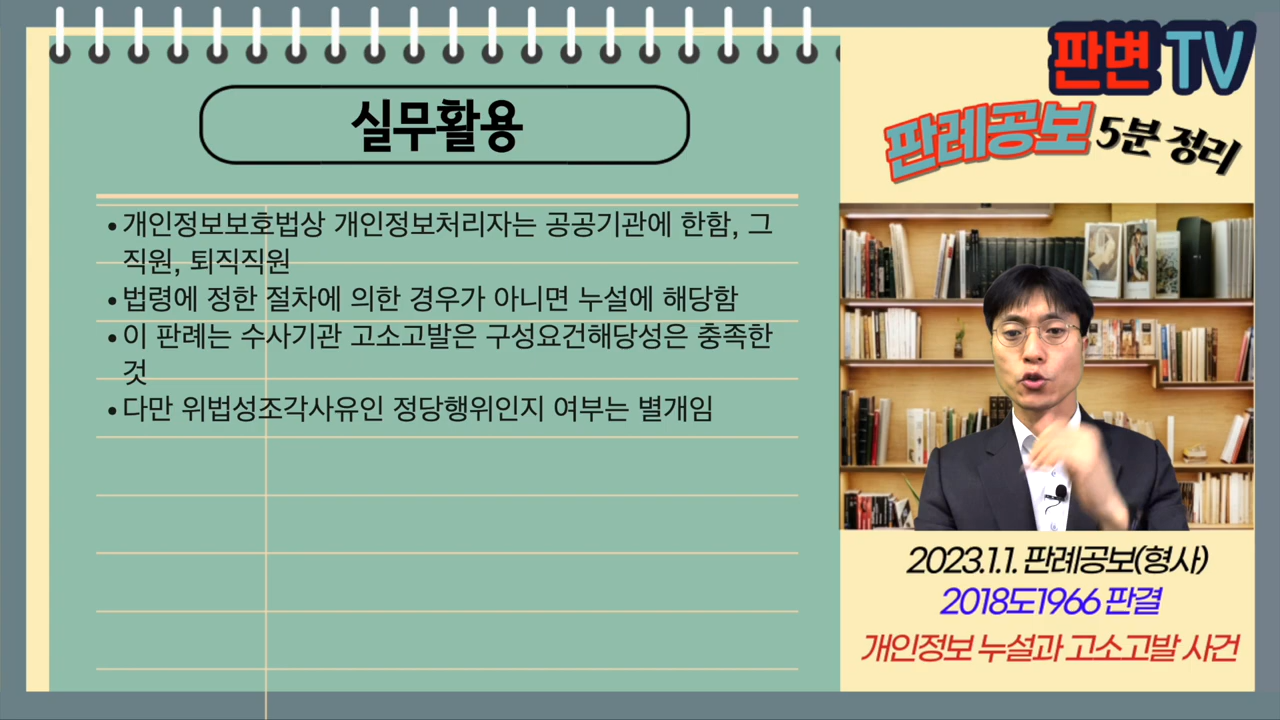 실무활용
• 개인정보보호법상 개인정보처리자는 공공기관에 한함, 그
직원, 퇴직직원
• 법령에 정한 절차에 의한 경우가 아니면 누설에 해당함
• 이 판례는 수사기관 고소고발은 구성요건해당성은 충족한
것
• 다만 위법성조각사유인 정당행위인지 여부는 별개임
판변 TV
판례공보 5분 정리
2023.1.1. 판례공보(형사)
2018도1966 판결
개인정보 누설과 고소고발 사건